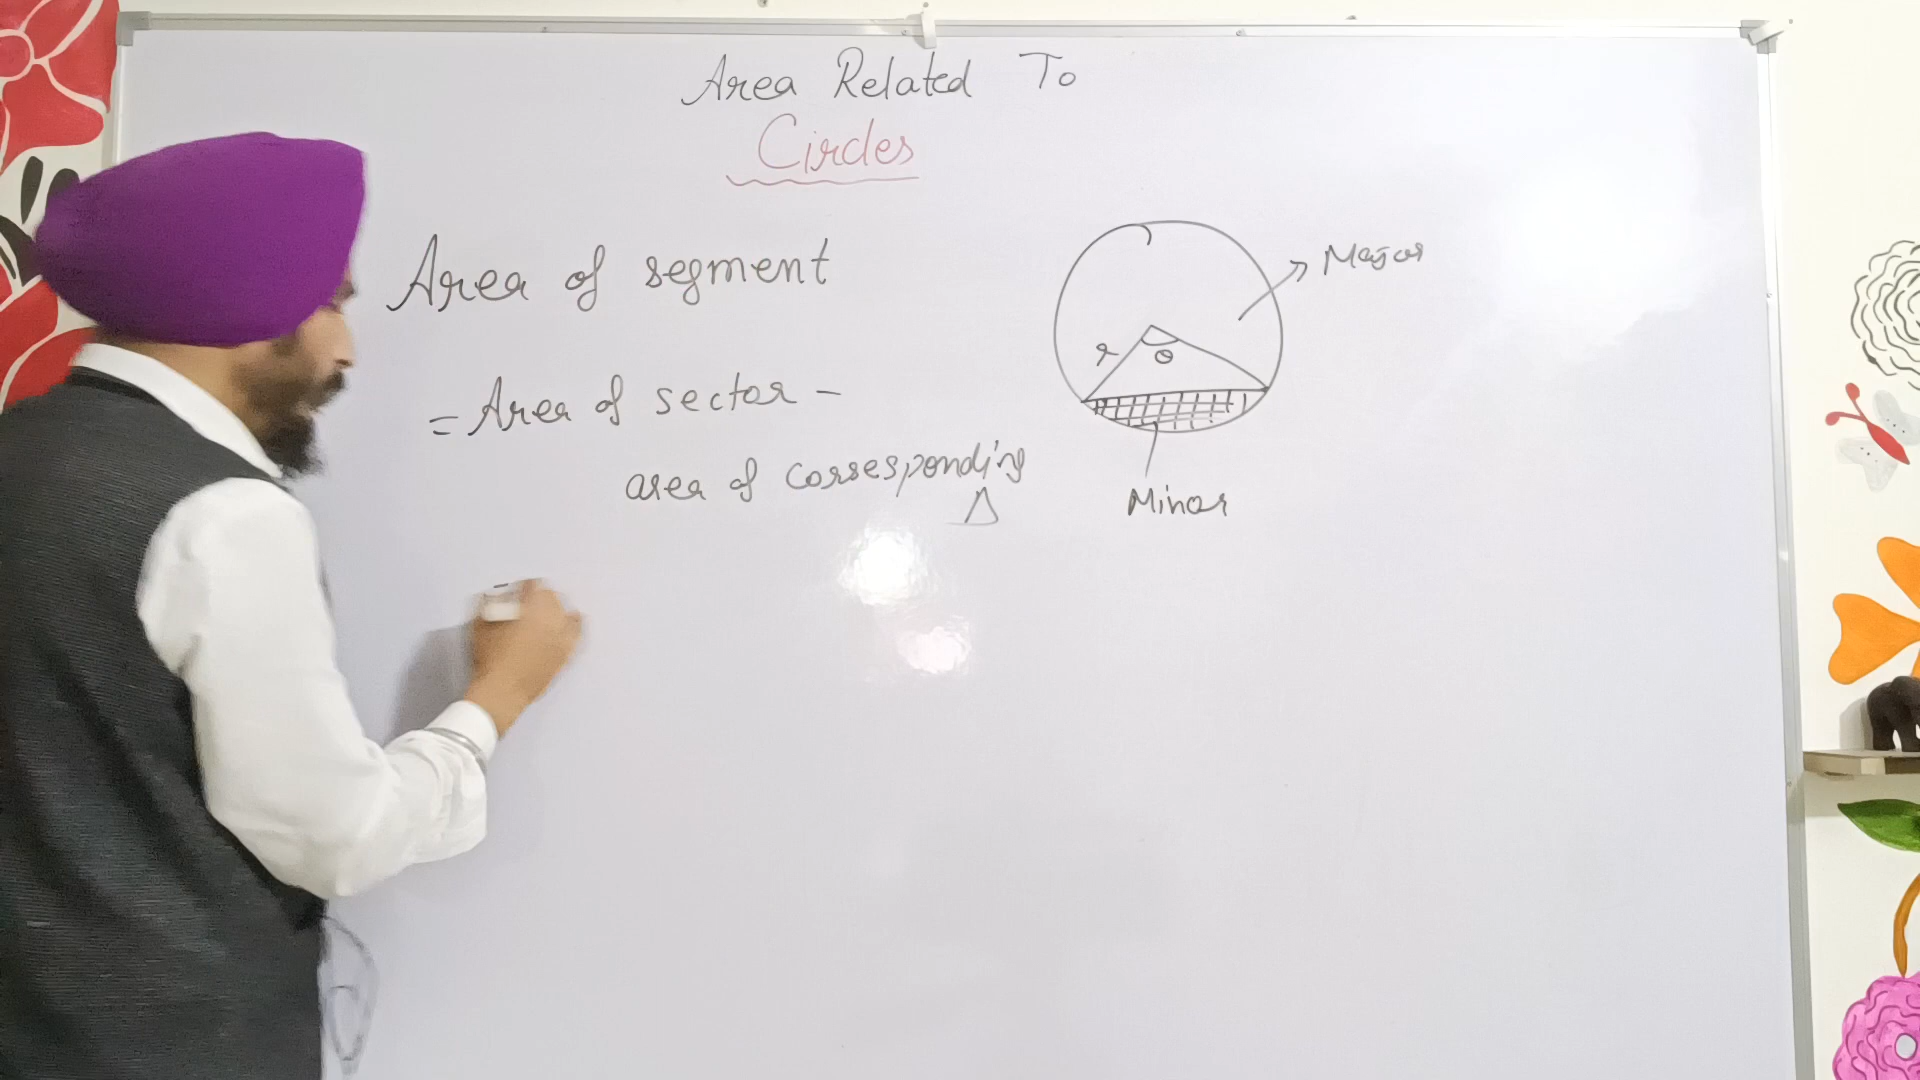 Area Related To
Circles
Area of segment
= Area of sector -
area of corresponding
Δ
Major
r
θ
Minor